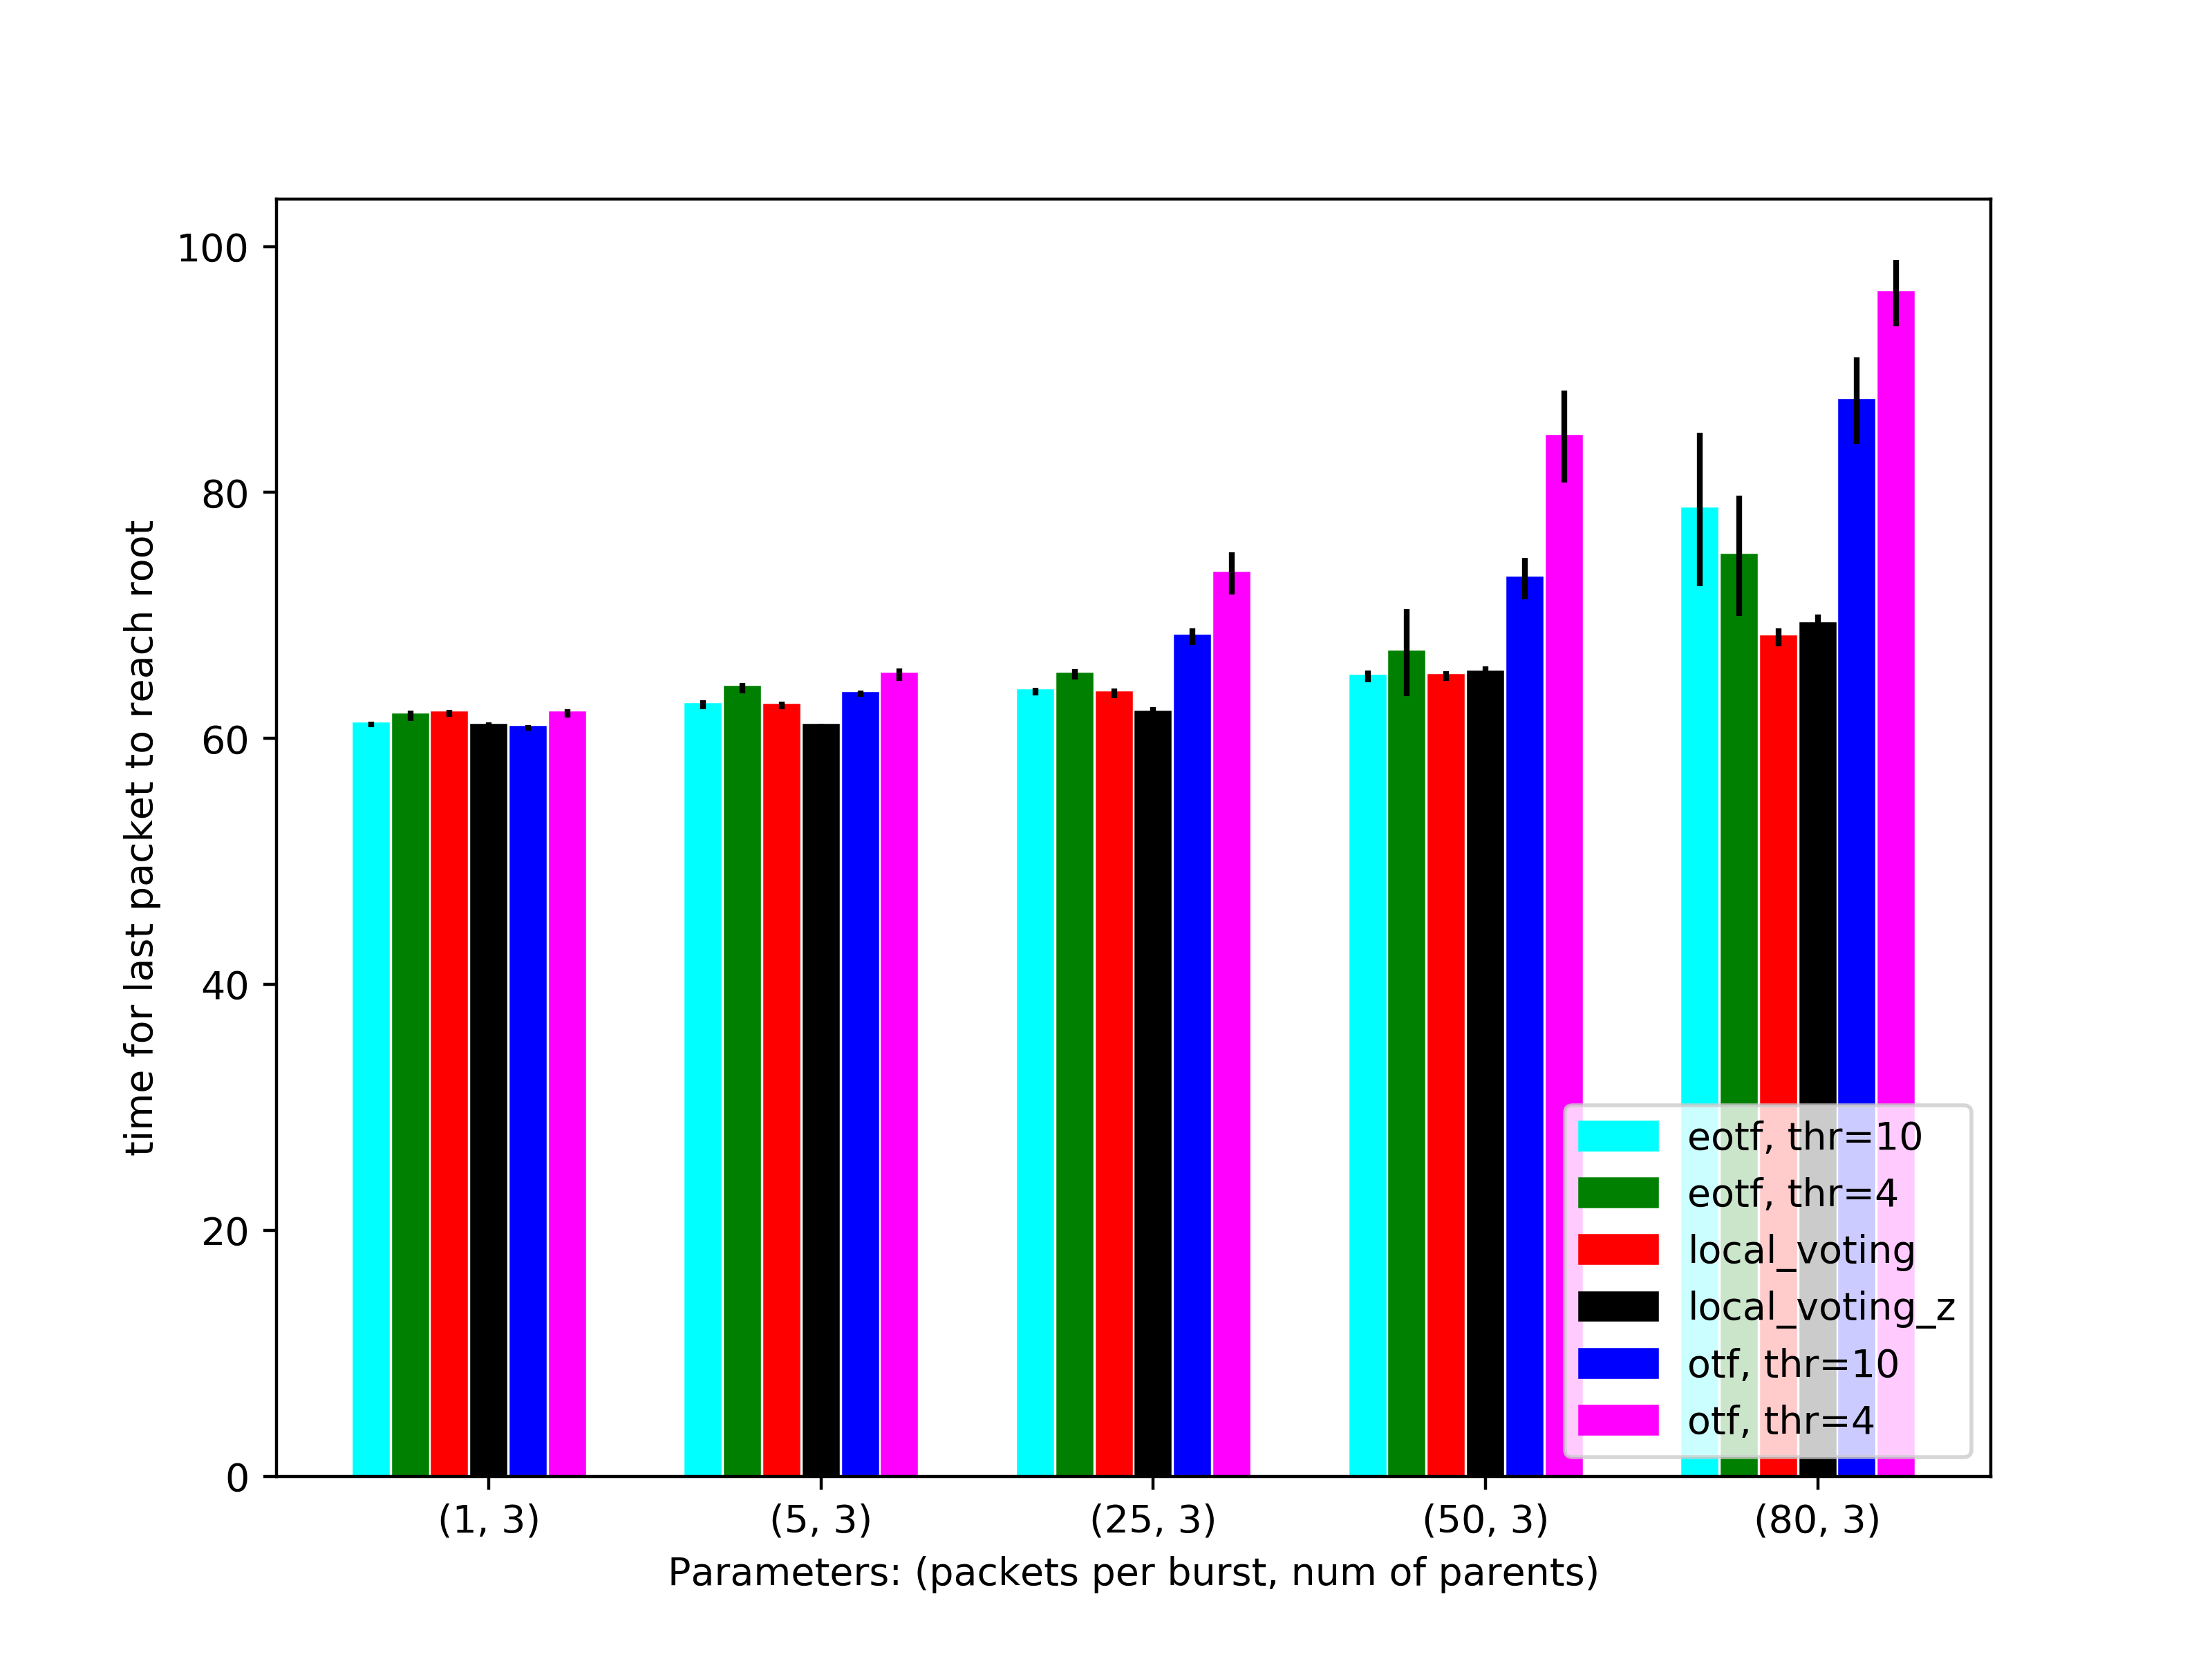 100
80
60
40
20
0
time for last packet to reach root
(1, 3)
(5, 3)
(25, 3)
(50, 3)
(80, 3)
Parameters: (packets per burst, num of parents)
eotf, thr=10
eotf, thr=4
local_voting
local_voting_z
otf, thr=10
otf, thr=4